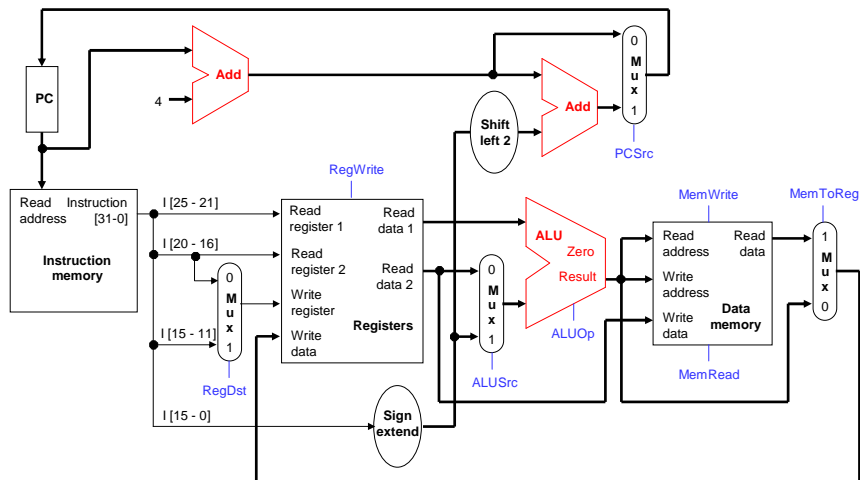 0
M
u
x
1
Add
PC
4
Add
Shift
left 2
PCSrc
RegWrite
MemWrite
MemToReg
Read
address
Instruction
[31-0]
Instruction
memory
I [25 - 21]
I [20 - 16]
I [15 - 11]
I [15 - 0]
0
M
u
x
1
RegDst
Read
register 1
Read
register 2
Write
register
Write
data
Read
data 1
Read
data 2
Registers
Sign
extend
0
M
u
x
1
ALUSrc
ALU
Zero
Result
ALUOp
Read
address
Write
address
Write
data
Read
data
Data
memory
MemRead
1
M
u
x
0